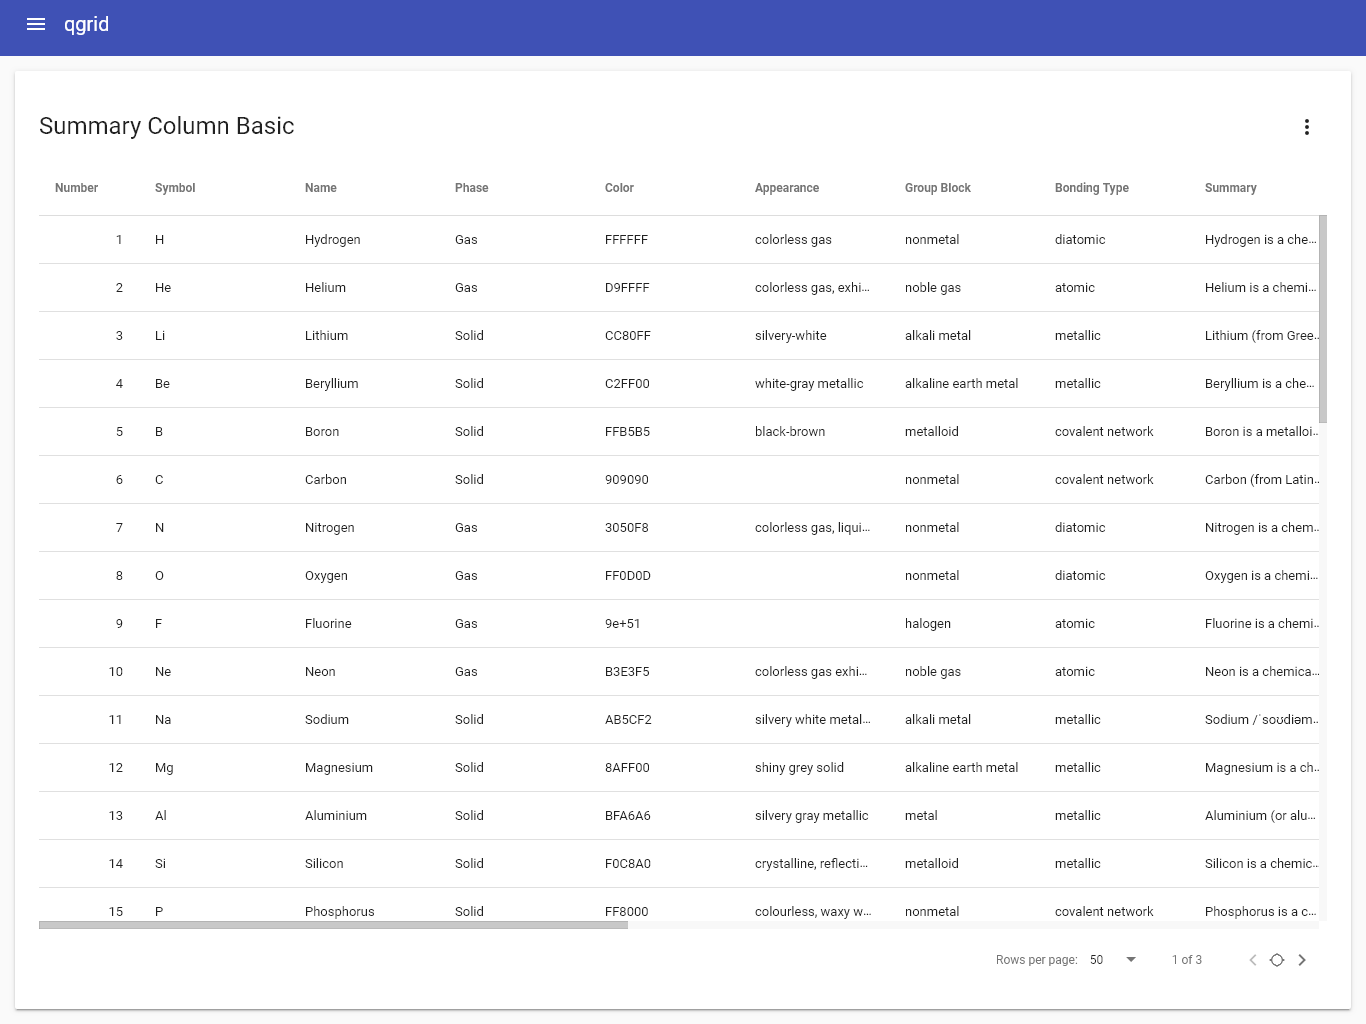 qgrid
Summary Column Basic
Number Symbol Name Phase Color Appearance Group Block Bonding Type Summary
1 H Hydrogen Gas FFFFFF colorless gas nonmetal diatomic Hydrogen is a che...
2 He Helium Gas D9FFFF colorless gas, exhi... noble gas atomic Helium is a chemi...
3 Li Lithium Solid CC80FF silvery-white alkali metal metallic Lithium (from Gree...
4 Be Beryllium Solid C2FF00 white-gray metallic alkaline earth metal metallic Beryllium is a che...
5 B Boron Solid FFB5B5 black-brown metalloid covalent network Boron is a metalloi...
6 C Carbon Solid 909090 nonmetal covalent network Carbon (from Latin...
7 N Nitrogen Gas 3050F8 colorless gas, liqui... nonmetal diatomic Nitrogen is a chem...
8 O Oxygen Gas FF0D0D nonmetal diatomic Oxygen is a chemi...
9 F Fluorine Gas 9e+51 halogen atomic Fluorine is a chemi...
10 Ne Neon Gas B3E3F5 colorless gas exhi... noble gas atomic Neon is a chemica...
11 Na Sodium Solid AB5CF2 silvery white metal... alkali metal metallic Sodium /ˈsoʊdiəm...
12 Mg Magnesium Solid 8AFF00 shiny grey solid alkaline earth metal metallic Magnesium is a ch...
13 Al Aluminium Solid BFA6A6 silvery gray metallic metal metallic Aluminium (or alu...
14 Si Silicon Solid F0C8A0 crystalline, reflecti... metalloid metallic Silicon is a chemic...
15 P Phosphorus Solid FF8000 colourless, waxy w... nonmetal covalent network Phosphorus is a c...
Rows per page: 50 1 of 3